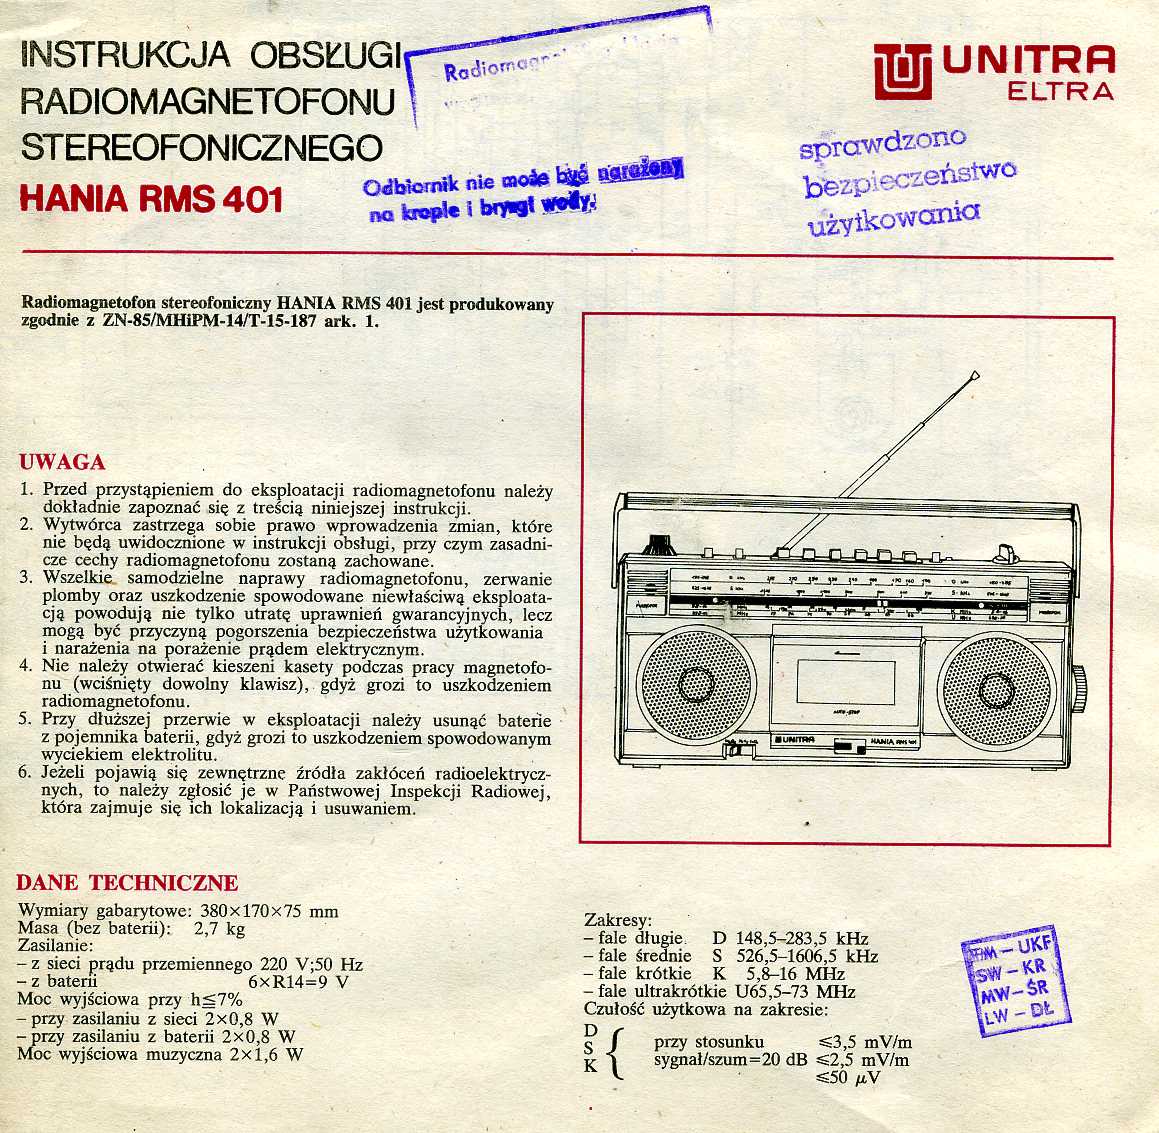 INSTRUKCJA OBSŁUGI
RADIOMAGNETOFONU
STEREOFONICZNEGO
HANIA RMS 401
Odbiornik nie może być narażony
na krople i bryzgi wody.
UNITRA
ELTRA
sprawdzono
bezpieczeństwo
użytkowania
Radiomagnetofon stereofoniczny HANIA RMS 401 jest produkowany
zgodnie z ZN-85/MHiPM-14/T-15-187 ark. 1.
UWAGA
1. Przed przystąpieniem do eksploatacji radiomagnetofonu należy
dokładnie zapoznać się z treścią niniejszej instrukcji.
2. Wytwórca zastrzega sobie prawo wprowadzenia zmian, które
nie będą uwidocznione w instrukcji obsługi, przy czym zasadni-
cze cechy radiomagnetofonu zostaną zachowane.
3. Wszelkie samodzielne naprawy radiomagnetofonu, zerwanie
plomby oraz uszkodzenie spowodowane niewłaściwą eksploata-
cją powodują nie tylko utratę uprawnień gwarancyjnych, lecz
mogą być przyczyną pogorszenia bezpieczeństwa użytkowania
i narażenia na porażenie prądem elektrycznym.
4. Nie należy otwierać kieszeni kasety podczas pracy magnetofo-
nu (wciśnięty dowolny klawisz), gdyż grozi to uszkodzeniem
radiomagnetofonu.
5. Przy dłuższej przerwie w eksploatacji należy usunąć baterie
z pojemnika baterii, gdyż grozi to uszkodzeniem spowodowanym
wyciekiem elektrolitu.
6. Jeżeli pojawią się zewnętrzne źródła zakłóceń radioelektrycz-
nych, to należy zgłosić je w Państwowej Inspekcji Radiowej,
która zajmuje się ich lokalizacją i usuwaniem.
AUTO-STOP
UNITRA
HANIA RMS 401
DANE TECHNICZNE
Wymiary gabarytowe: 380×170×75 mm
Masa (bez baterii): 2,7 kg
Zasilanie:
– z sieci prądu przemiennego 220 V;50 Hz
– z baterii 6×R14=9 V
Moc wyjściowa przy h≦7%
– przy zasilaniu z sieci 2×0,8 W
– przy zasilaniu z baterii 2×0,8 W
Moc wyjściowa muzyczna 2×1,6 W
Zakresy:
– fale długie D 148,5–283,5 kHz
– fale średnie S 526,5–1606,5 kHz
– fale krótkie K 5,8–16 MHz
– fale ultrakrótkie U65,5–73 MHz
Czułość użytkowa na zakresie:
D przy stosunku ≤3,5 mV/m
S sygnał/szum=20 dB ≤2,5 mV/m
K ≤50 µV
– UKF
SW – KR
MW – ŚR
LW – DŁ